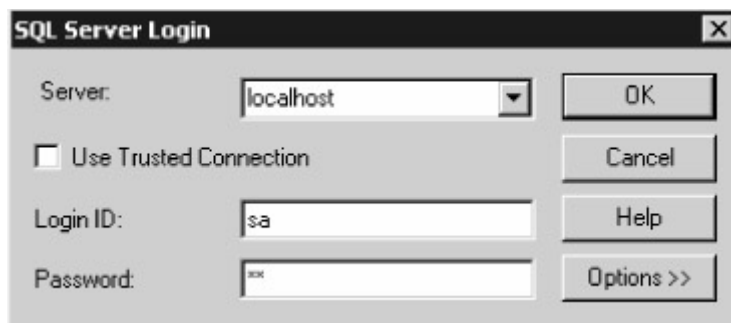 SQL Server Login
Server: localhost OK
Use Trusted Connection Cancel
Login ID: sa Help
Password: ** Options >>